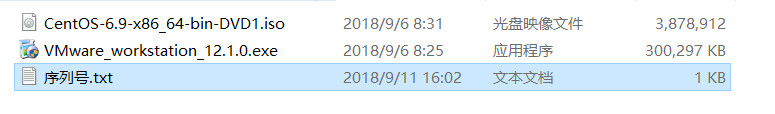 CentOS-6.9-x86_64-bin-DVD1.iso 2018/9/6 8:31 光盘映像文件 3,878,912
VMware_workstation_12.1.0.exe 2018/9/6 8:25 应用程序 300,297 KB
序列号.txt 2018/9/11 16:02 文本文档 1 KB